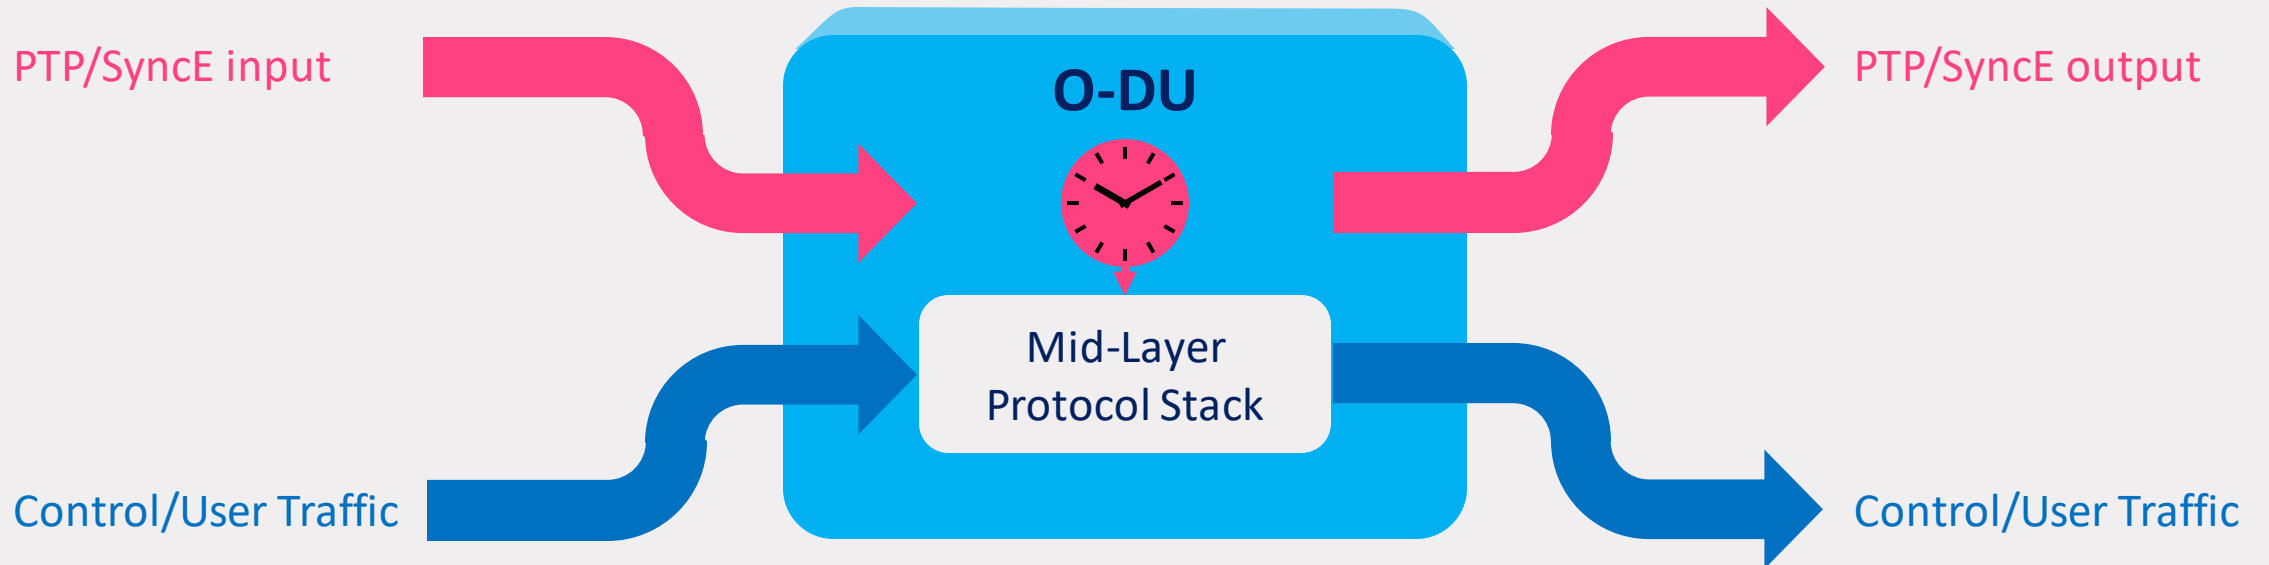 PTP/SyncE input
O-DU
PTP/SyncE output
Mid-Layer
Protocol Stack
Control/User Traffic
Control/User Traffic